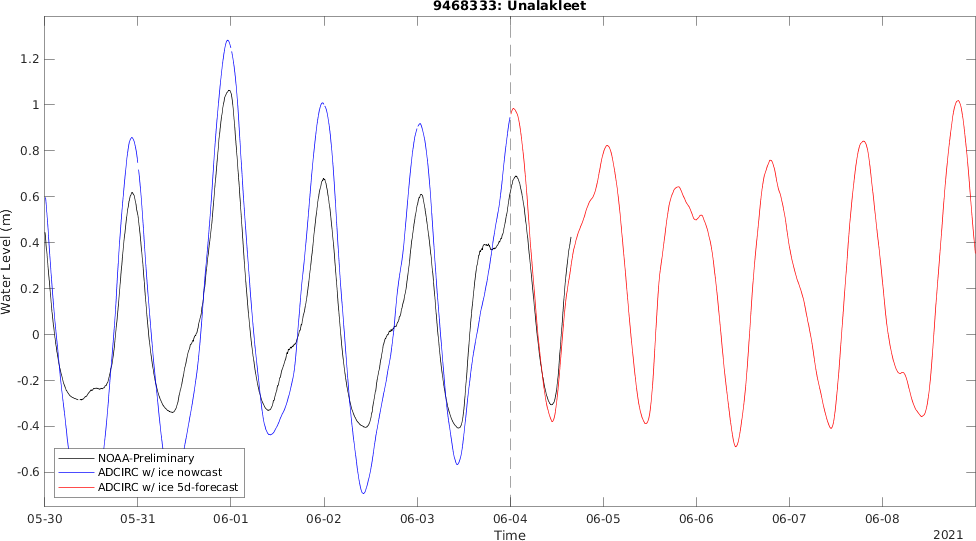 9468333: Unalakleet
Water Level (m)
1.2
1
0.8
0.6
0.4
0.2
0
-0.2
-0.4
-0.6
NOAA-Preliminary
ADCIRC w/ ice nowcast
ADCIRC w/ ice 5d-forecast
05-30 05-31 06-01 06-02 06-03 06-04 06-05 06-06 06-07 06-08
Time
2021